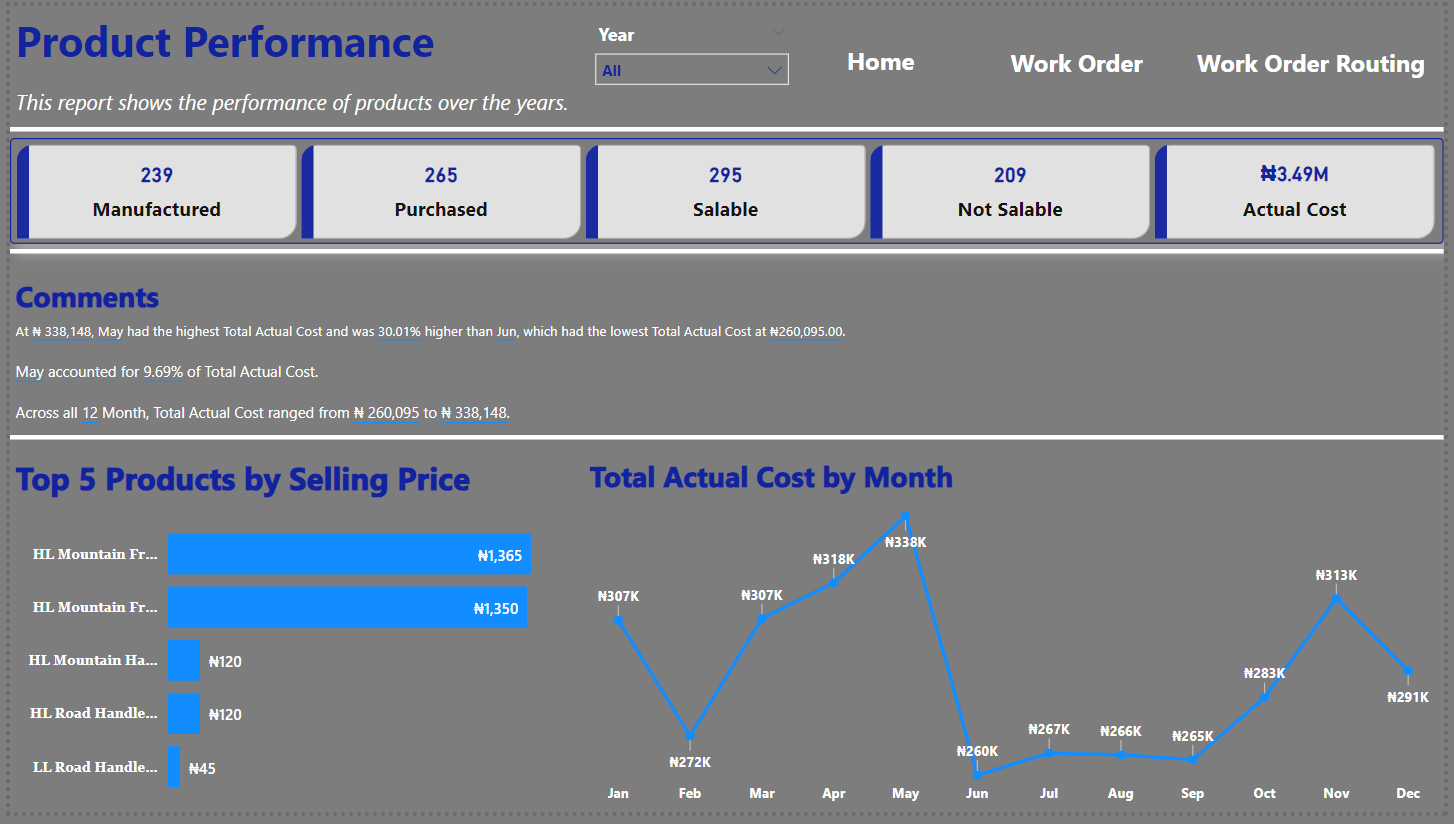 Product Performance
This report shows the performance of products over the years.
Year
All
Home
Work Order
Work Order Routing
239
Manufactured
265
Purchased
295
Salable
209
Not Salable
₦3.49M
Actual Cost
Comments
At ₦ 338,148, May had the highest Total Actual Cost and was 30.01% higher than Jun, which had the lowest Total Actual Cost at ₦260,095.00.
May accounted for 9.69% of Total Actual Cost.
Across all 12 Month, Total Actual Cost ranged from ₦ 260,095 to ₦ 338,148.
Top 5 Products by Selling Price
HL Mountain Fr... ₦1,365
HL Mountain Fr... ₦1,350
HL Mountain Ha... ₦120
HL Road Handle... ₦120
LL Road Handle... ₦45
Total Actual Cost by Month
₦307K
₦272K
₦307K
₦318K
₦338K
₦260K
₦267K
₦266K
₦265K
₦283K
₦313K
₦291K
Jan Feb Mar Apr May Jun Jul Aug Sep Oct Nov Dec